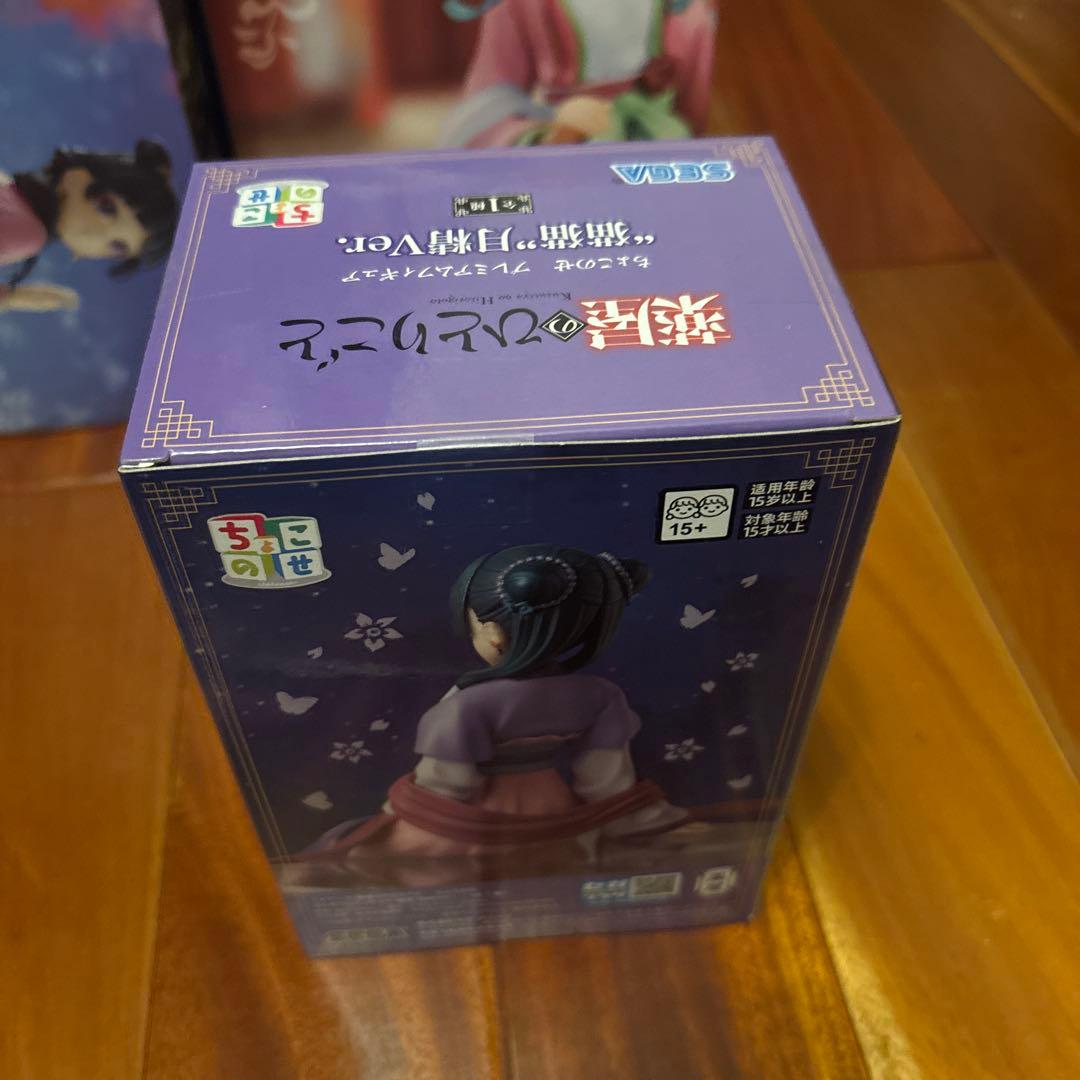 薬屋のひとりごと
Kusuriya no Hitorigoto
ちょこのせ プレミアムフィギュア
“猫猫”月精Ver.
全1種
ちょこのせ
SEGA
ちょこ
のせ
15+
适用年龄
15岁以上
対象年齢
15才以上